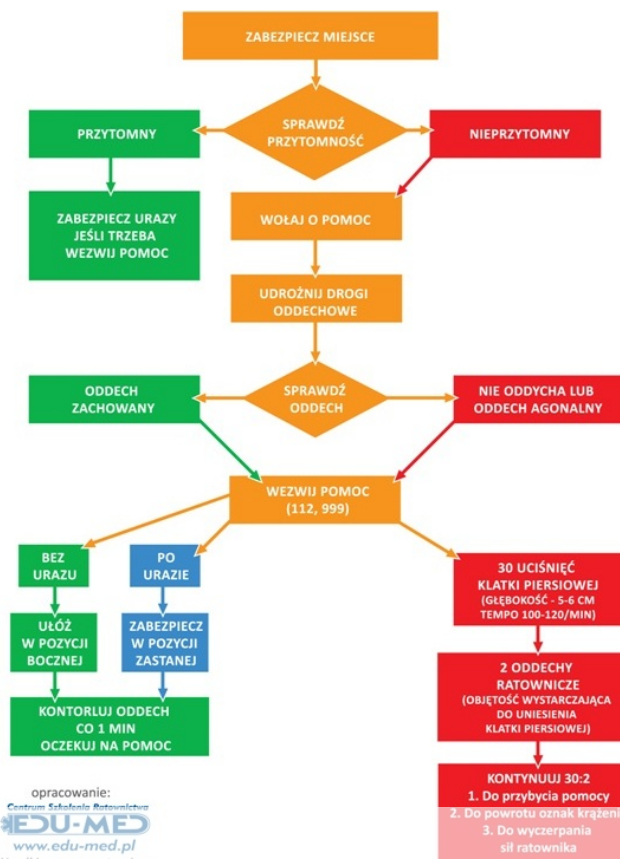 ZABEZPIECZ MIEJSCE
SPRAWDŹ
PRZYTOMNOŚĆ
PRZYTOMNY
NIEPRZYTOMNY
ZABEZPIECZ URAZY
JEŚLI TRZEBA
WEZWIJ POMOC
WOŁAJ O POMOC
UDROŻNIJ DROGI
ODDECHOWE
SPRAWDŹ
ODDECH
ODDECH
ZACHOWANY
NIE ODDYCHA LUB
ODDECH AGONALNY
WEZWIJ POMOC
(112, 999)
BEZ
URAZU
PO
URAZIE
UŁÓŻ
W POZYCJI
BOCZNEJ
ZABEZPIECZ
W POZYCJI
ZASTANEJ
KONTORLUJ ODDECH
CO 1 MIN
OCZEKUJ NA POMOC
30 UCIŚNIĘĆ
KLATKI PIERSIOWEJ
(GŁĘBOKOŚĆ - 5-6 CM
TEMPO 100-120/MIN)
2 ODDECHY
RATOWNICZE
(OBJĘTOŚĆ WYSTARCZAJĄCA
DO UNIESIENIA
KLATKI PIERSIOWEJ)
KONTYNUUJ 30:2
1. Do przybycia pomocy
2. Do powrotu oznak krążeni
3. Do wyczerpania
sił ratownika
opracowanie:
Centrum Szkolenia Ratownictwa
EDU-MED
www.edu-med.pl